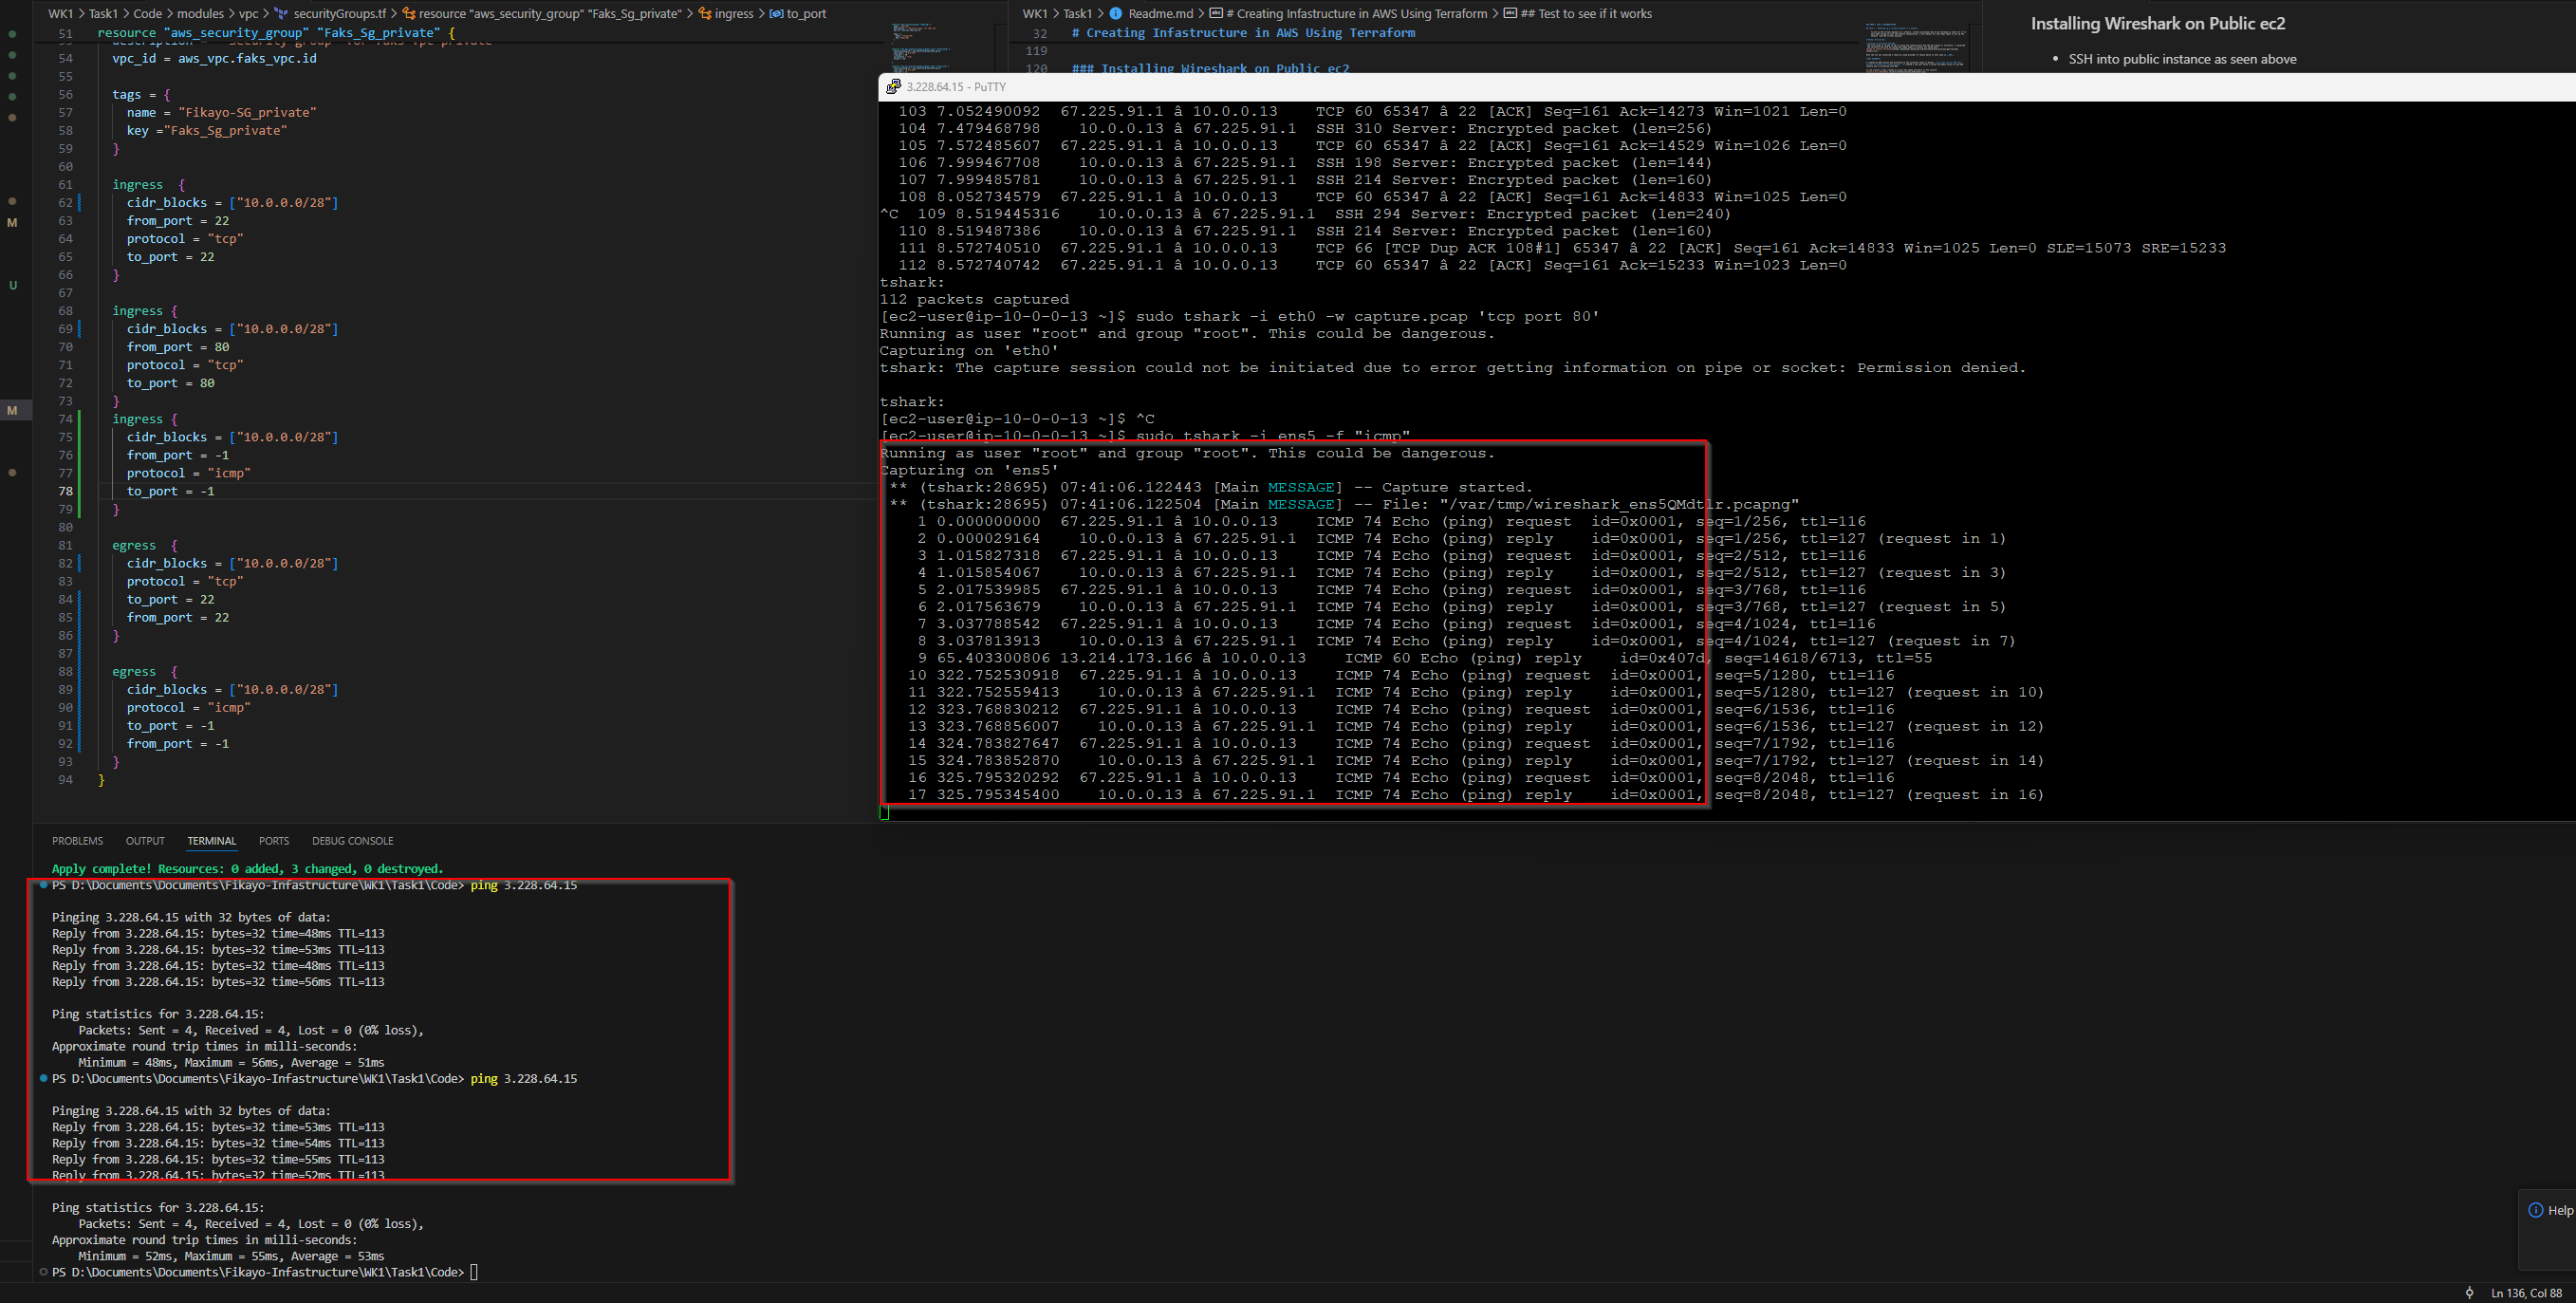 WK1 > Task1 > Code > modules > vpc > securityGroups.tf > resource "aws_security_group" "Faks_Sg_private" > ingress > to_port
51 resource "aws_security_group" "Faks_Sg_private" {
54 vpc_id = aws_vpc.faks_vpc.id
55
56 tags = {
57 name = "Fikayo-SG_private"
58 key ="Faks_Sg_private"
59 }
60
61 ingress  {
62 cidr_blocks = ["10.0.0.0/28"]
63 from_port = 22
64 protocol = "tcp"
65 to_port = 22
66 }
67
68 ingress {
69 cidr_blocks = ["10.0.0.0/28"]
70 from_port = 80
71 protocol = "tcp"
72 to_port = 80
73 }
74 ingress {
75 cidr_blocks = ["10.0.0.0/28"]
76 from_port = -1
77 protocol = "icmp"
78 to_port = -1
79 }
80
81 egress  {
82 cidr_blocks = ["10.0.0.0/28"]
83 protocol = "tcp"
84 to_port = 22
85 from_port = 22
86 }
87
88 egress  {
89 cidr_blocks = ["10.0.0.0/28"]
90 protocol = "icmp"
91 to_port = -1
92 from_port = -1
93 }
94 }
M
U
M
WK1 > Task1 > Readme.md > # Creating Infastructure in AWS Using Terraform > ## Test to see if it works
32 # Creating Infastructure in AWS Using Terraform
119
120 ### Installing Wireshark on Public ec2
Installing Wireshark on Public ec2
• SSH into public instance as seen above
3.228.64.15 - PuTTY
103 7.052490092 67.225.91.1 â 10.0.0.13 TCP 60 65347 â 22 [ACK] Seq=161 Ack=14273 Win=1021 Len=0
104 7.479468798 10.0.0.13 â 67.225.91.1 SSH 310 Server: Encrypted packet (len=256)
105 7.572485607 67.225.91.1 â 10.0.0.13 TCP 60 65347 â 22 [ACK] Seq=161 Ack=14529 Win=1026 Len=0
106 7.999467708 10.0.0.13 â 67.225.91.1 SSH 198 Server: Encrypted packet (len=144)
107 7.999485781 10.0.0.13 â 67.225.91.1 SSH 214 Server: Encrypted packet (len=160)
108 8.052734579 67.225.91.1 â 10.0.0.13 TCP 60 65347 â 22 [ACK] Seq=161 Ack=14833 Win=1025 Len=0
^C 109 8.519445316 10.0.0.13 â 67.225.91.1 SSH 294 Server: Encrypted packet (len=240)
110 8.519487386 10.0.0.13 â 67.225.91.1 SSH 214 Server: Encrypted packet (len=160)
111 8.572740510 67.225.91.1 â 10.0.0.13 TCP 66 [TCP Dup ACK 108#1] 65347 â 22 [ACK] Seq=161 Ack=14833 Win=1025 Len=0 SLE=15073 SRE=15233
112 8.572740742 67.225.91.1 â 10.0.0.13 TCP 60 65347 â 22 [ACK] Seq=161 Ack=15233 Win=1023 Len=0
tshark:
112 packets captured
[ec2-user@ip-10-0-0-13 ~]$ sudo tshark -i eth0 -w capture.pcap 'tcp port 80'
Running as user "root" and group "root". This could be dangerous.
Capturing on 'eth0'
tshark: The capture session could not be initiated due to error getting information on pipe or socket: Permission denied.
tshark:
[ec2-user@ip-10-0-0-13 ~]$ ^C
[ec2-user@ip-10-0-0-13 ~]$ sudo tshark -i ens5 -f "icmp"
Running as user "root" and group "root". This could be dangerous.
Capturing on 'ens5'
** (tshark:28695) 07:41:06.122443 [Main MESSAGE] -- Capture started.
** (tshark:28695) 07:41:06.122504 [Main MESSAGE] -- File: "/var/tmp/wireshark_ens5QMdtlr.pcapng"
1 0.000000000 67.225.91.1 â 10.0.0.13 ICMP 74 Echo (ping) request id=0x0001, seq=1/256, ttl=116
2 0.000029164 10.0.0.13 â 67.225.91.1 ICMP 74 Echo (ping) reply id=0x0001, seq=1/256, ttl=127 (request in 1)
3 1.015827318 67.225.91.1 â 10.0.0.13 ICMP 74 Echo (ping) request id=0x0001, seq=2/512, ttl=116
4 1.015854067 10.0.0.13 â 67.225.91.1 ICMP 74 Echo (ping) reply id=0x0001, seq=2/512, ttl=127 (request in 3)
5 2.017539985 67.225.91.1 â 10.0.0.13 ICMP 74 Echo (ping) request id=0x0001, seq=3/768, ttl=116
6 2.017563679 10.0.0.13 â 67.225.91.1 ICMP 74 Echo (ping) reply id=0x0001, seq=3/768, ttl=127 (request in 5)
7 3.037788542 67.225.91.1 â 10.0.0.13 ICMP 74 Echo (ping) request id=0x0001, seq=4/1024, ttl=116
8 3.037813913 10.0.0.13 â 67.225.91.1 ICMP 74 Echo (ping) reply id=0x0001, seq=4/1024, ttl=127 (request in 7)
9 65.403300806 13.214.173.166 â 10.0.0.13 ICMP 60 Echo (ping) reply id=0x407d, seq=14618/6713, ttl=55
10 322.752530918 67.225.91.1 â 10.0.0.13 ICMP 74 Echo (ping) request id=0x0001, seq=5/1280, ttl=116
11 322.752559413 10.0.0.13 â 67.225.91.1 ICMP 74 Echo (ping) reply id=0x0001, seq=5/1280, ttl=127 (request in 10)
12 323.768830212 67.225.91.1 â 10.0.0.13 ICMP 74 Echo (ping) request id=0x0001, seq=6/1536, ttl=116
13 323.768856007 10.0.0.13 â 67.225.91.1 ICMP 74 Echo (ping) reply id=0x0001, seq=6/1536, ttl=127 (request in 12)
14 324.783827647 67.225.91.1 â 10.0.0.13 ICMP 74 Echo (ping) request id=0x0001, seq=7/1792, ttl=116
15 324.783852870 10.0.0.13 â 67.225.91.1 ICMP 74 Echo (ping) reply id=0x0001, seq=7/1792, ttl=127 (request in 14)
16 325.795320292 67.225.91.1 â 10.0.0.13 ICMP 74 Echo (ping) request id=0x0001, seq=8/2048, ttl=116
17 325.795345400 10.0.0.13 â 67.225.91.1 ICMP 74 Echo (ping) reply id=0x0001, seq=8/2048, ttl=127 (request in 16)
PROBLEMS OUTPUT TERMINAL PORTS DEBUG CONSOLE
Apply complete! Resources: 0 added, 3 changed, 0 destroyed.
PS D:\Documents\Documents\Fikayo-Infastructure\WK1\Task1\Code> ping 3.228.64.15
Pinging 3.228.64.15 with 32 bytes of data:
Reply from 3.228.64.15: bytes=32 time=48ms TTL=113
Reply from 3.228.64.15: bytes=32 time=53ms TTL=113
Reply from 3.228.64.15: bytes=32 time=48ms TTL=113
Reply from 3.228.64.15: bytes=32 time=56ms TTL=113
Ping statistics for 3.228.64.15:
Packets: Sent = 4, Received = 4, Lost = 0 (0% loss),
Approximate round trip times in milli-seconds:
Minimum = 48ms, Maximum = 56ms, Average = 51ms
PS D:\Documents\Documents\Fikayo-Infastructure\WK1\Task1\Code> ping 3.228.64.15
Pinging 3.228.64.15 with 32 bytes of data:
Reply from 3.228.64.15: bytes=32 time=53ms TTL=113
Reply from 3.228.64.15: bytes=32 time=54ms TTL=113
Reply from 3.228.64.15: bytes=32 time=55ms TTL=113
Reply from 3.228.64.15: bytes=32 time=52ms TTL=113
Ping statistics for 3.228.64.15:
Packets: Sent = 4, Received = 4, Lost = 0 (0% loss),
Approximate round trip times in milli-seconds:
Minimum = 52ms, Maximum = 55ms, Average = 53ms
PS D:\Documents\Documents\Fikayo-Infastructure\WK1\Task1\Code>
Help
Ln 136, Col 88